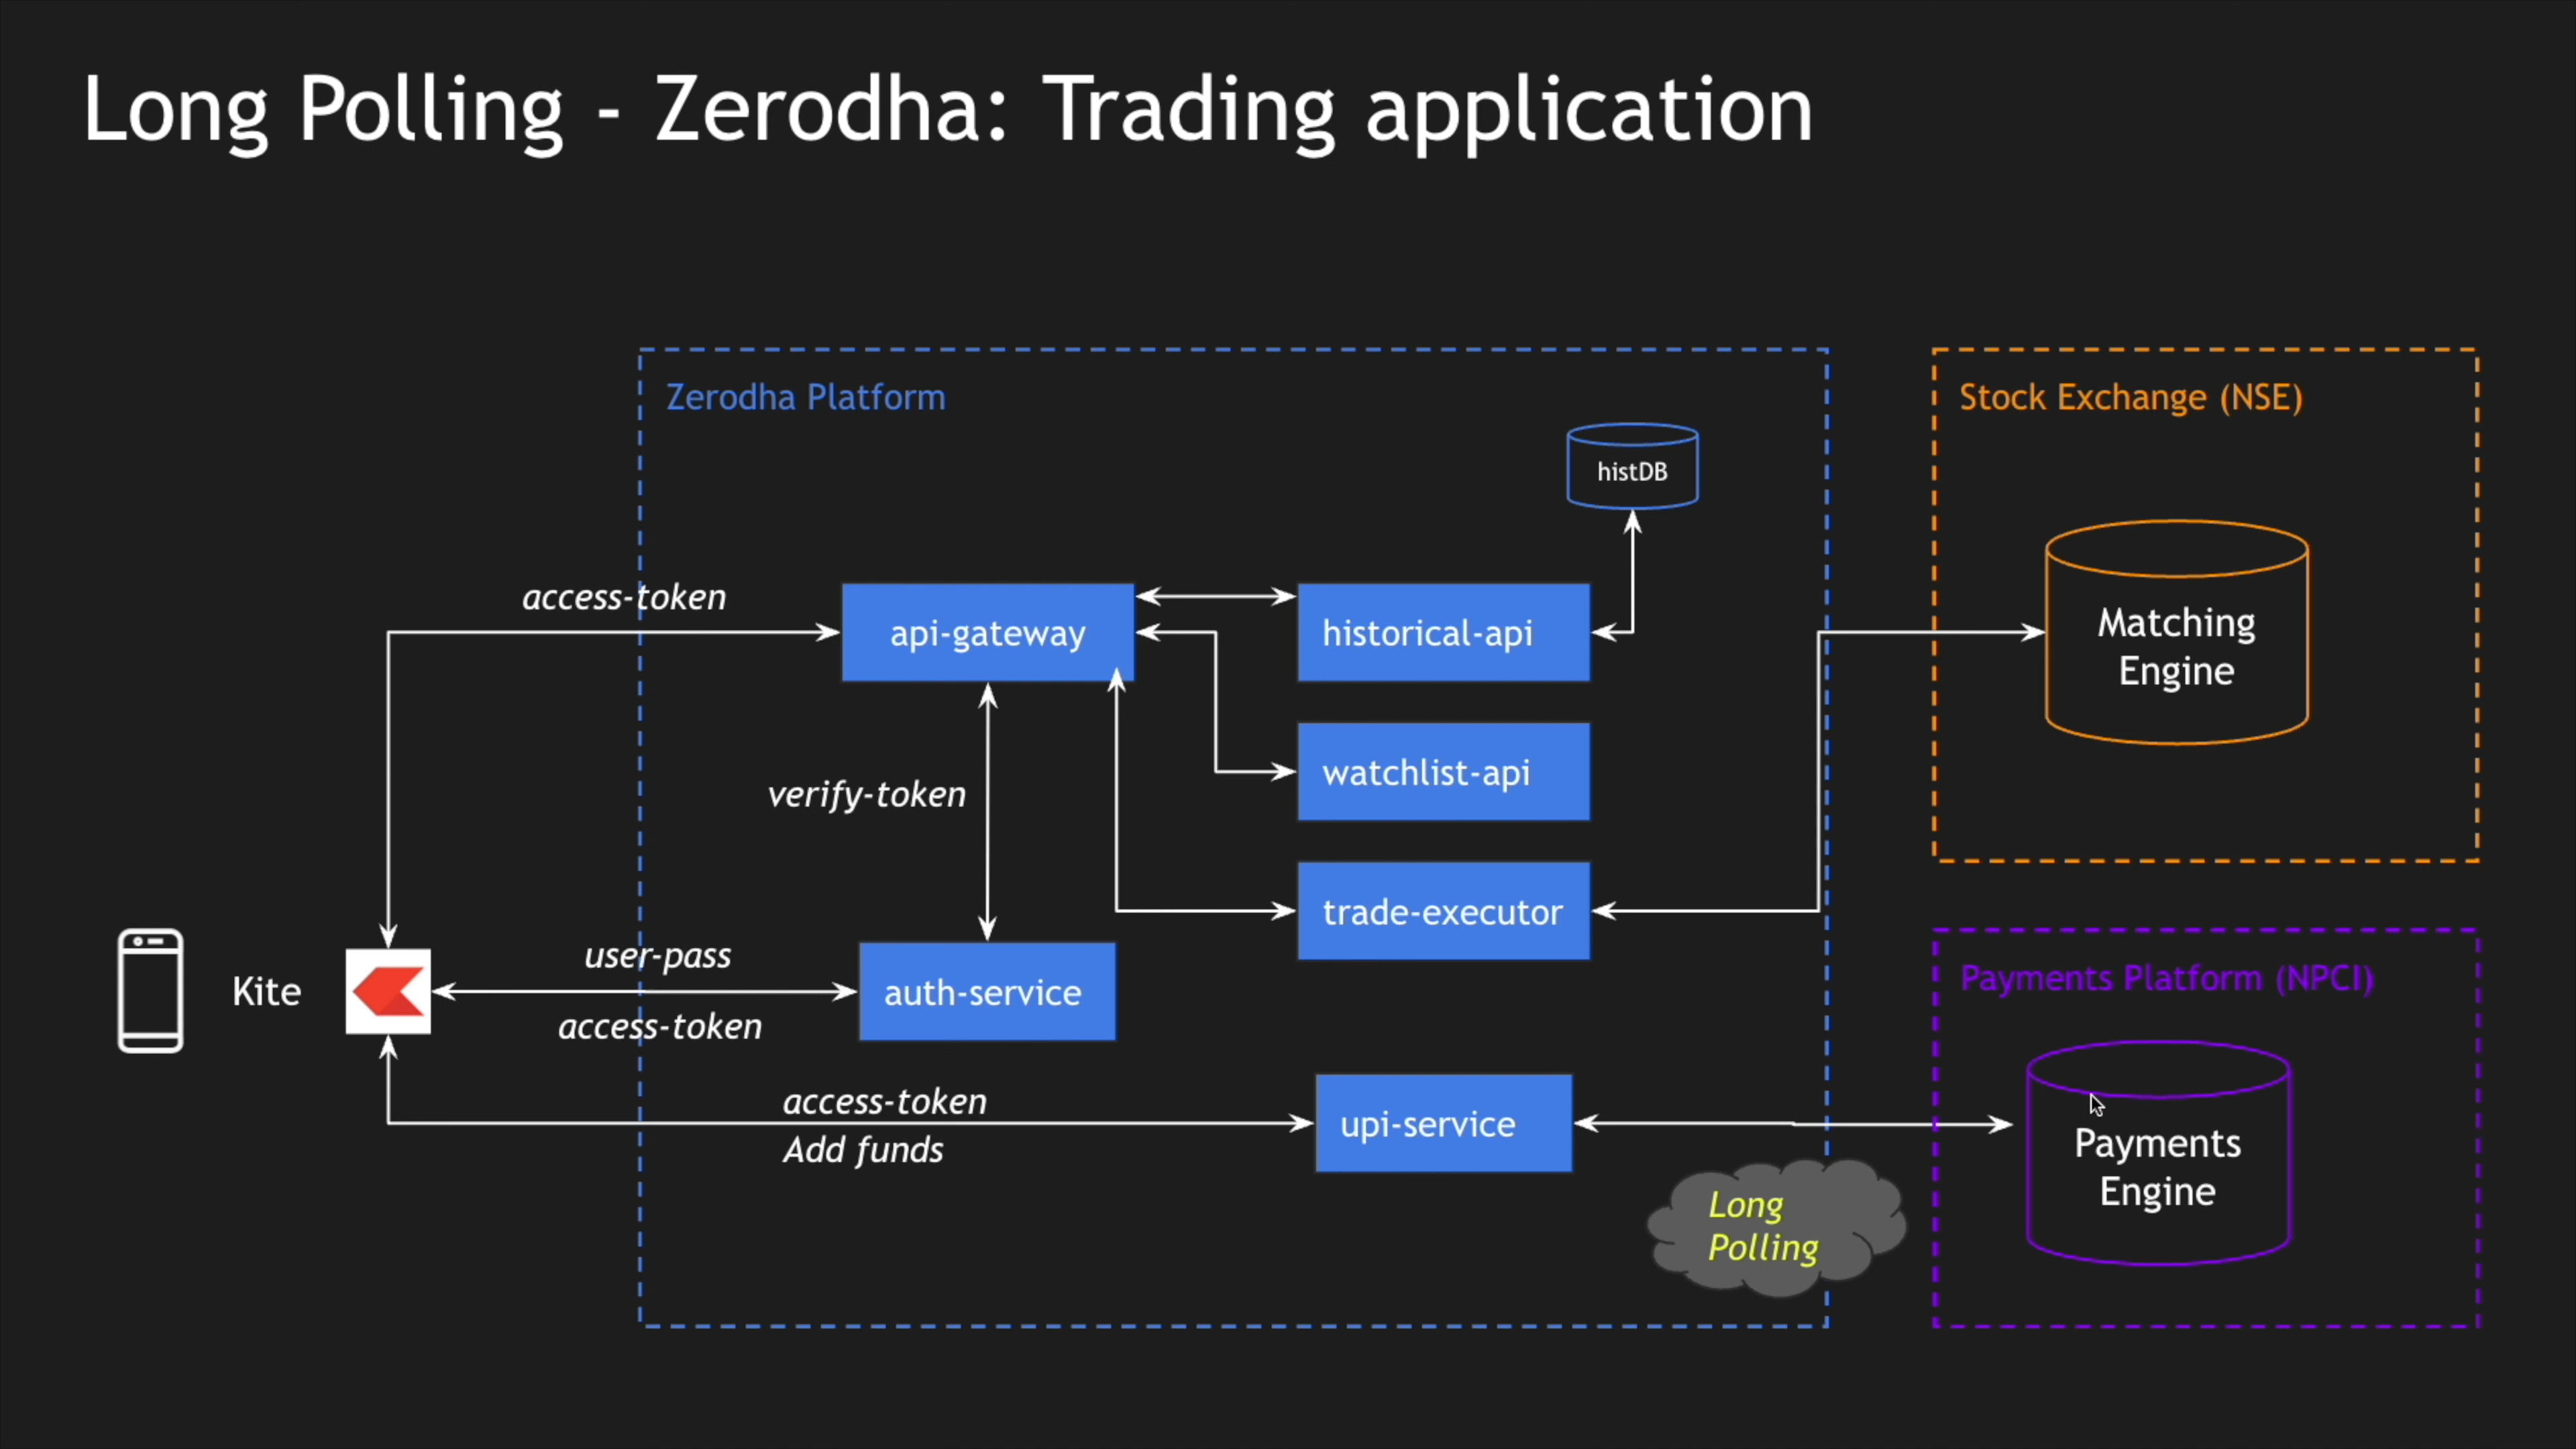 Long Polling - Zerodha: Trading application
Zerodha Platform
Stock Exchange (NSE)
histDB
access-token
api-gateway
historical-api
Matching
Engine
verify-token
watchlist-api
trade-executor
Kite
user-pass
access-token
auth-service
Payments Platform (NPCI)
access-token
Add funds
upi-service
Payments
Engine
Long
Polling